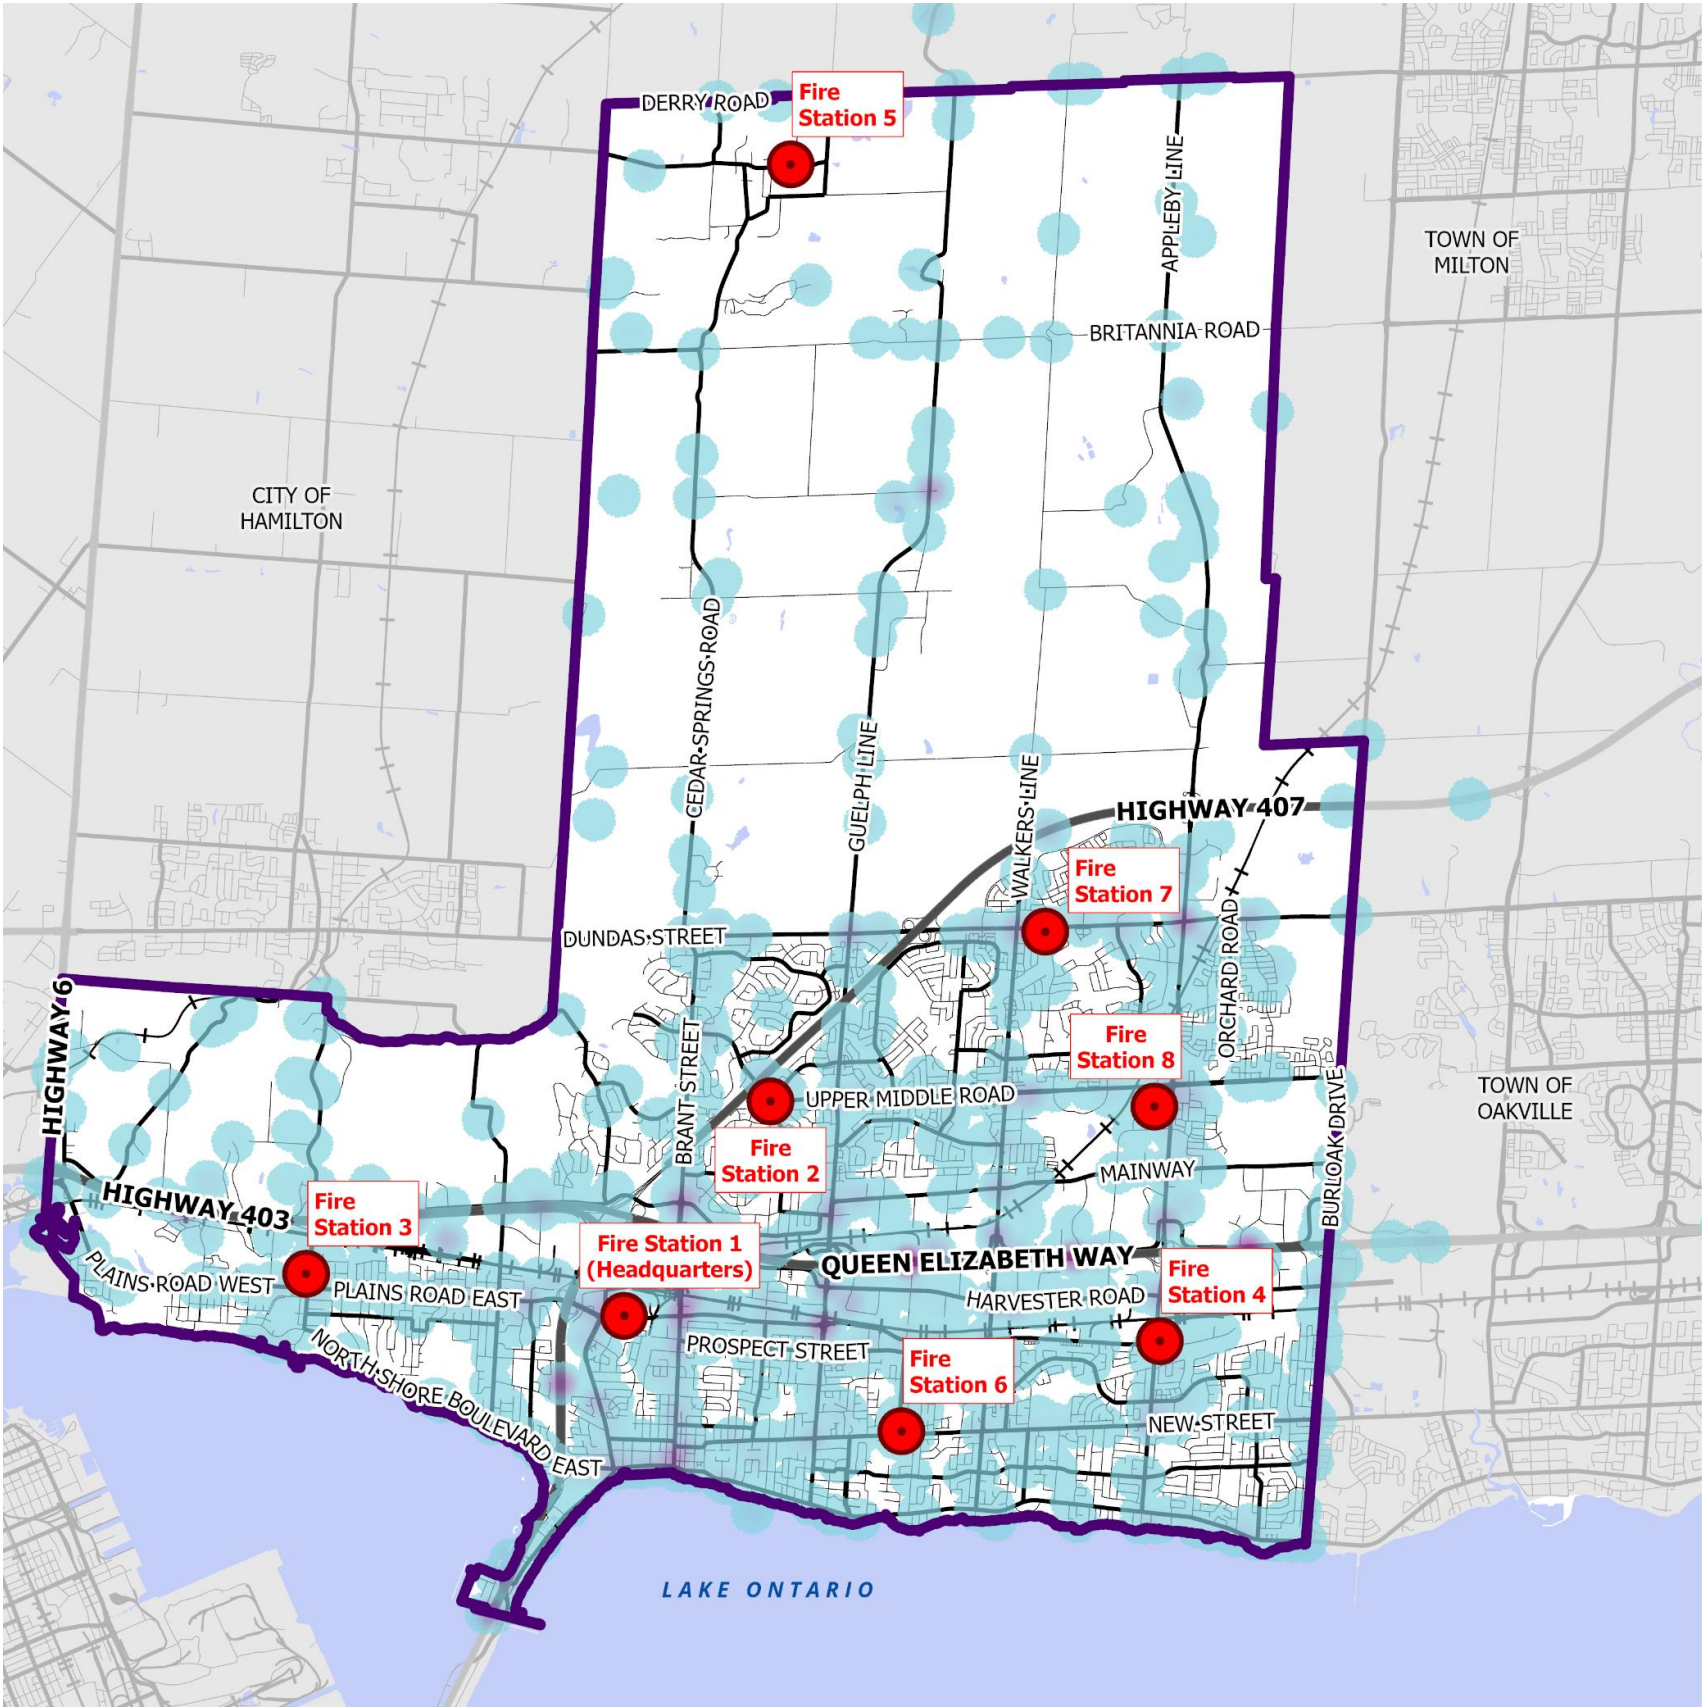 DERRY ROAD
Fire
Station 5
APPLEBY LINE
TOWN OF
MILTON
BRITANNIA ROAD
CITY OF
HAMILTON
CEDAR SPRINGS ROAD
GUELPH LINE
WALKERS LINE
HIGHWAY 407
Fire
Station 7
DUNDAS STREET
ORCHARD ROAD
HIGHWAY 6
BRANT STREET
Fire
Station 8
UPPER MIDDLE ROAD
BURLOAK DRIVE
TOWN OF
OAKVILLE
Fire
Station 2
MAINWAY
HIGHWAY 403
Fire
Station 3
Fire Station 1
(Headquarters)
QUEEN ELIZABETH WAY
PLAINS ROAD WEST
PLAINS ROAD EAST
HARVESTER ROAD
Fire
Station 4
NORTH SHORE BOULEVARD EAST
PROSPECT STREET
Fire
Station 6
NEW STREET
LAKE ONTARIO